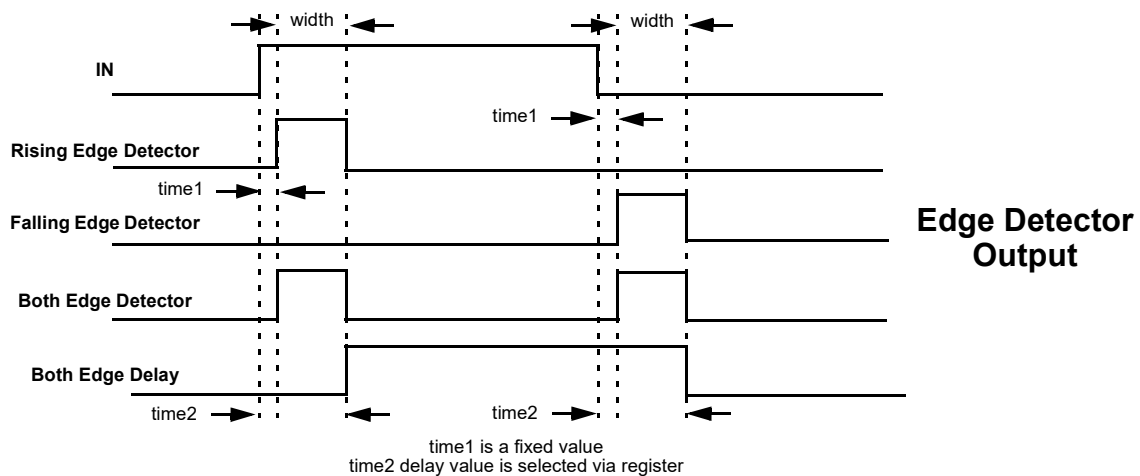 width
width
IN
time1
Rising Edge Detector
time1
Falling Edge Detector
Edge Detector
Output
Both Edge Detector
Both Edge Delay
time2
time2
time1 is a fixed value
time2 delay value is selected via register